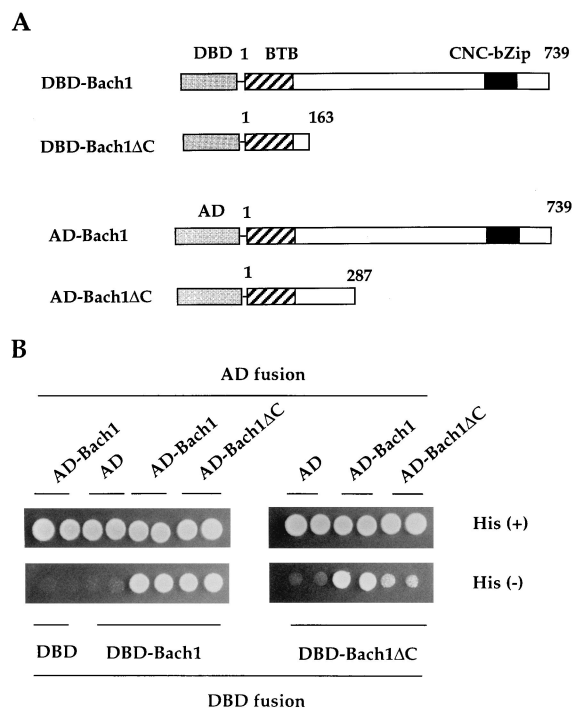 A
DBD 1 BTB CNC-bZip 739
DBD-Bach1
1 163
DBD-Bach1ΔC
AD 1 739
AD-Bach1
1 287
AD-Bach1ΔC
B
AD fusion
AD-Bach1 AD AD-Bach1 AD-Bach1ΔC AD AD-Bach1 AD-Bach1ΔC
His (+)
His (-)
DBD DBD-Bach1 DBD-Bach1ΔC
DBD fusion